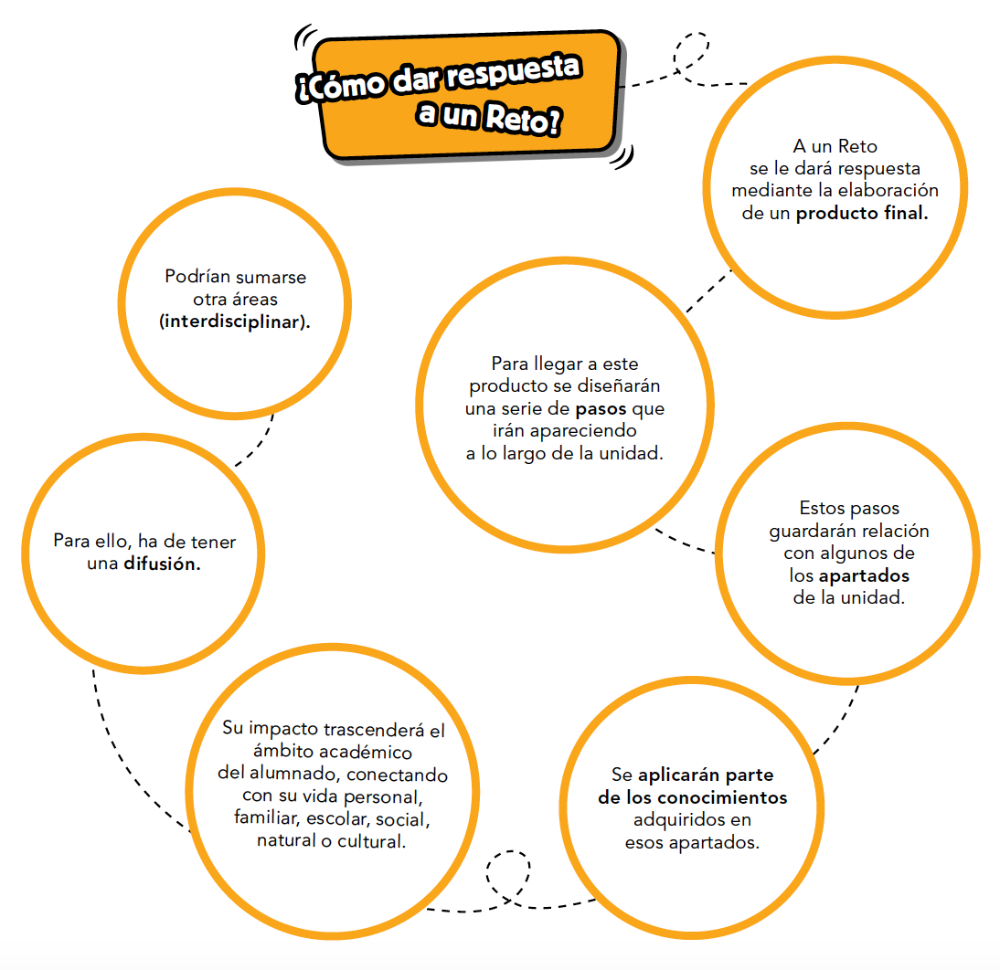 ¿Cómo dar respuesta
a un Reto?
A un Reto
se le dará respuesta
mediante la elaboración
de un producto final.
Para llegar a este
producto se diseñarán
una serie de pasos que
irán apareciendo
a lo largo de la unidad.
Estos pasos
guardarán relación
con algunos de
los apartados
de la unidad.
Se aplicarán parte
de los conocimientos
adquiridos en
esos apartados.
Su impacto trascenderá el
ámbito académico
del alumnado, conectando
con su vida personal,
familiar, escolar, social,
natural o cultural.
Para ello, ha de tener
una difusión.
Podrían sumarse
otra áreas
(interdisciplinar).